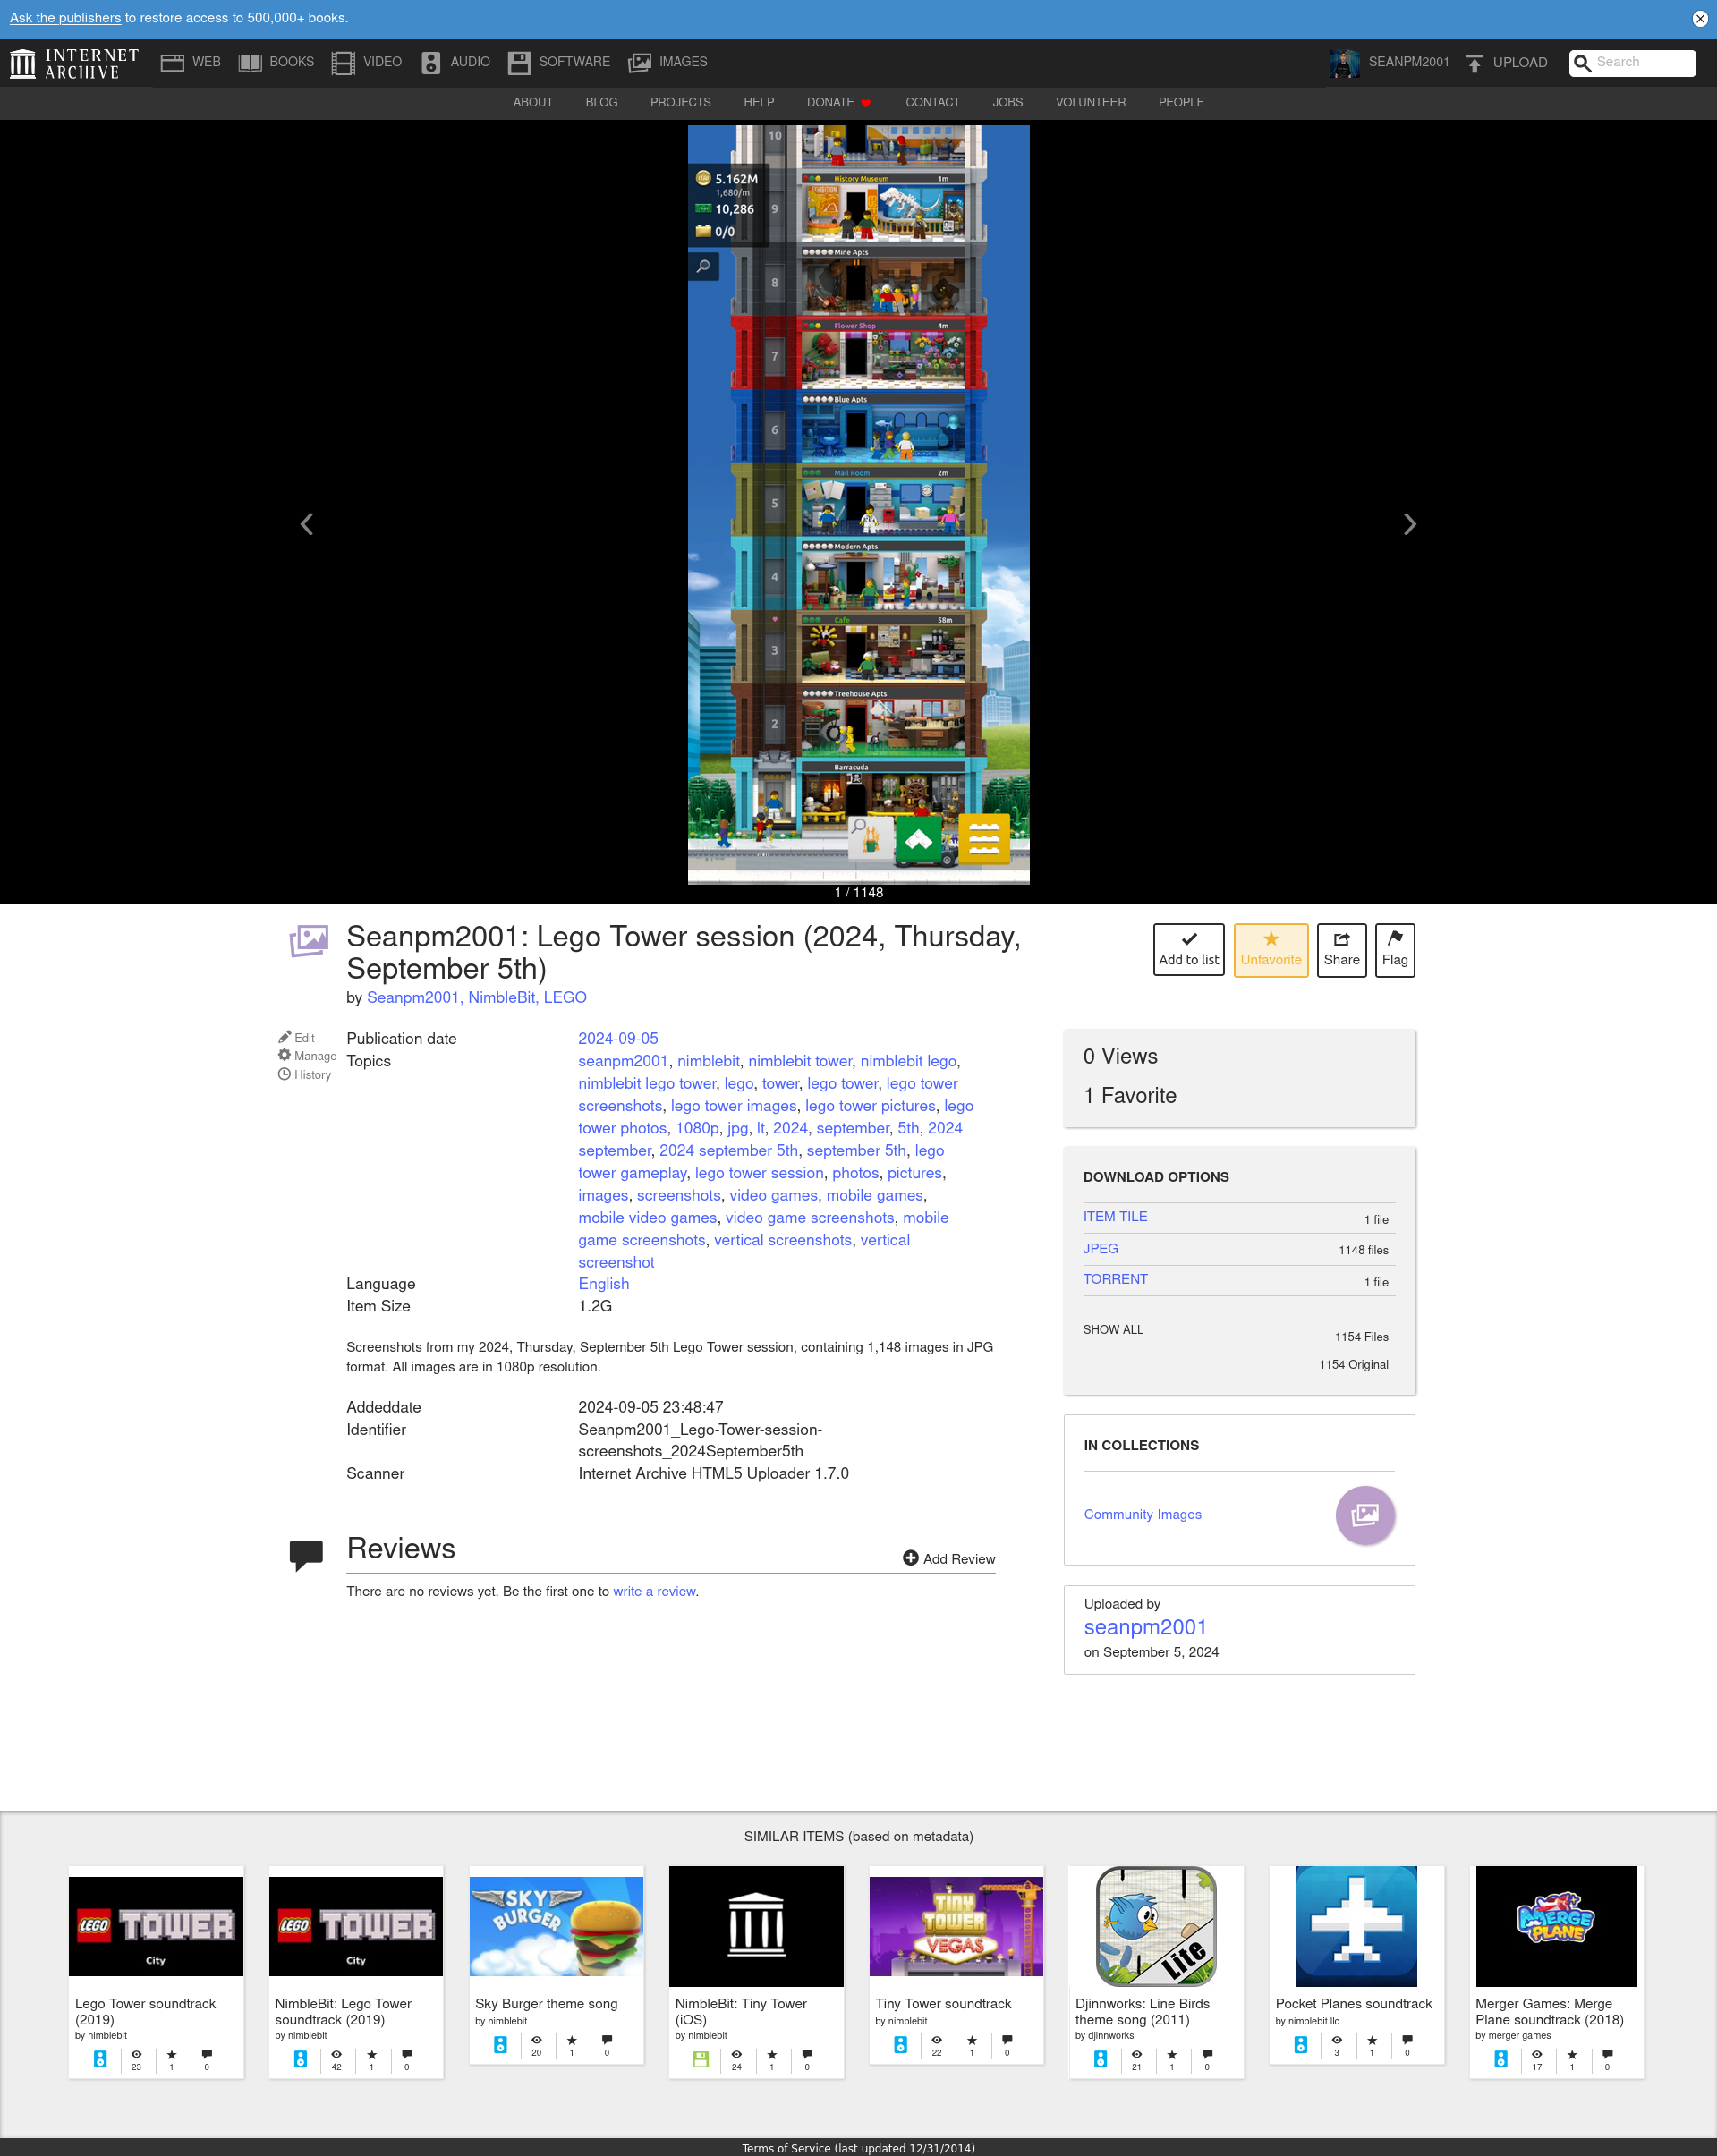 Ask the publishers to restore access to 500,000+ books.
INTERNET ARCHIVE
WEB BOOKS VIDEO AUDIO SOFTWARE IMAGES
SEANPM2001 UPLOAD Search
ABOUT BLOG PROJECTS HELP DONATE CONTACT JOBS VOLUNTEER PEOPLE
10
History Museum 1m
5.162M
1,680/m
10,286
0/0
9
Mine Apts
8
Flower Shop 4m
7
Blue Apts
6
Mail Room 2m
5
Modern Apts
4
Cafe 58m
3
Treehouse Apts
2
Barracuda
1 / 1148
Seanpm2001: Lego Tower session (2024, Thursday,
September 5th)
by Seanpm2001, NimbleBit, LEGO
Add to list
Unfavorite
Share
Flag
Edit
Manage
History
Publication date 2024-09-05
Topics seanpm2001, nimblebit, nimblebit tower, nimblebit lego,
nimblebit lego tower, lego, tower, lego tower, lego tower
screenshots, lego tower images, lego tower pictures, lego
tower photos, 1080p, jpg, lt, 2024, september, 5th, 2024
september, 2024 september 5th, september 5th, lego
tower gameplay, lego tower session, photos, pictures,
images, screenshots, video games, mobile games,
mobile video games, video game screenshots, mobile
game screenshots, vertical screenshots, vertical
screenshot
Language English
Item Size 1.2G
Screenshots from my 2024, Thursday, September 5th Lego Tower session, containing 1,148 images in JPG
format. All images are in 1080p resolution.
Addeddate 2024-09-05 23:48:47
Identifier Seanpm2001_Lego-Tower-session-
screenshots_2024September5th
Scanner Internet Archive HTML5 Uploader 1.7.0
Reviews
Add Review
There are no reviews yet. Be the first one to write a review.
0 Views
1 Favorite
DOWNLOAD OPTIONS
ITEM TILE 1 file
JPEG 1148 files
TORRENT 1 file
SHOW ALL 1154 Files
1154 Original
IN COLLECTIONS
Community Images
Uploaded by
seanpm2001
on September 5, 2024
SIMILAR ITEMS (based on metadata)
LEGO TOWER
City
Lego Tower soundtrack
(2019)
by nimblebit
23 1 0
LEGO TOWER
City
NimbleBit: Lego Tower
soundtrack (2019)
by nimblebit
42 1 0
SKY
BURGER
Sky Burger theme song
by nimblebit
20 1 0
NimbleBit: Tiny Tower
(iOS)
by nimblebit
24 1 0
TINY
TOWER
VEGAS
Tiny Tower soundtrack
by nimblebit
22 1 0
Lite
Djinnworks: Line Birds
theme song (2011)
by djinnworks
21 1 0
Pocket Planes soundtrack
by nimblebit llc
3 1 0
MERGE
PLANE
Merger Games: Merge
Plane soundtrack (2018)
by merger games
17 1 0
Terms of Service (last updated 12/31/2014)